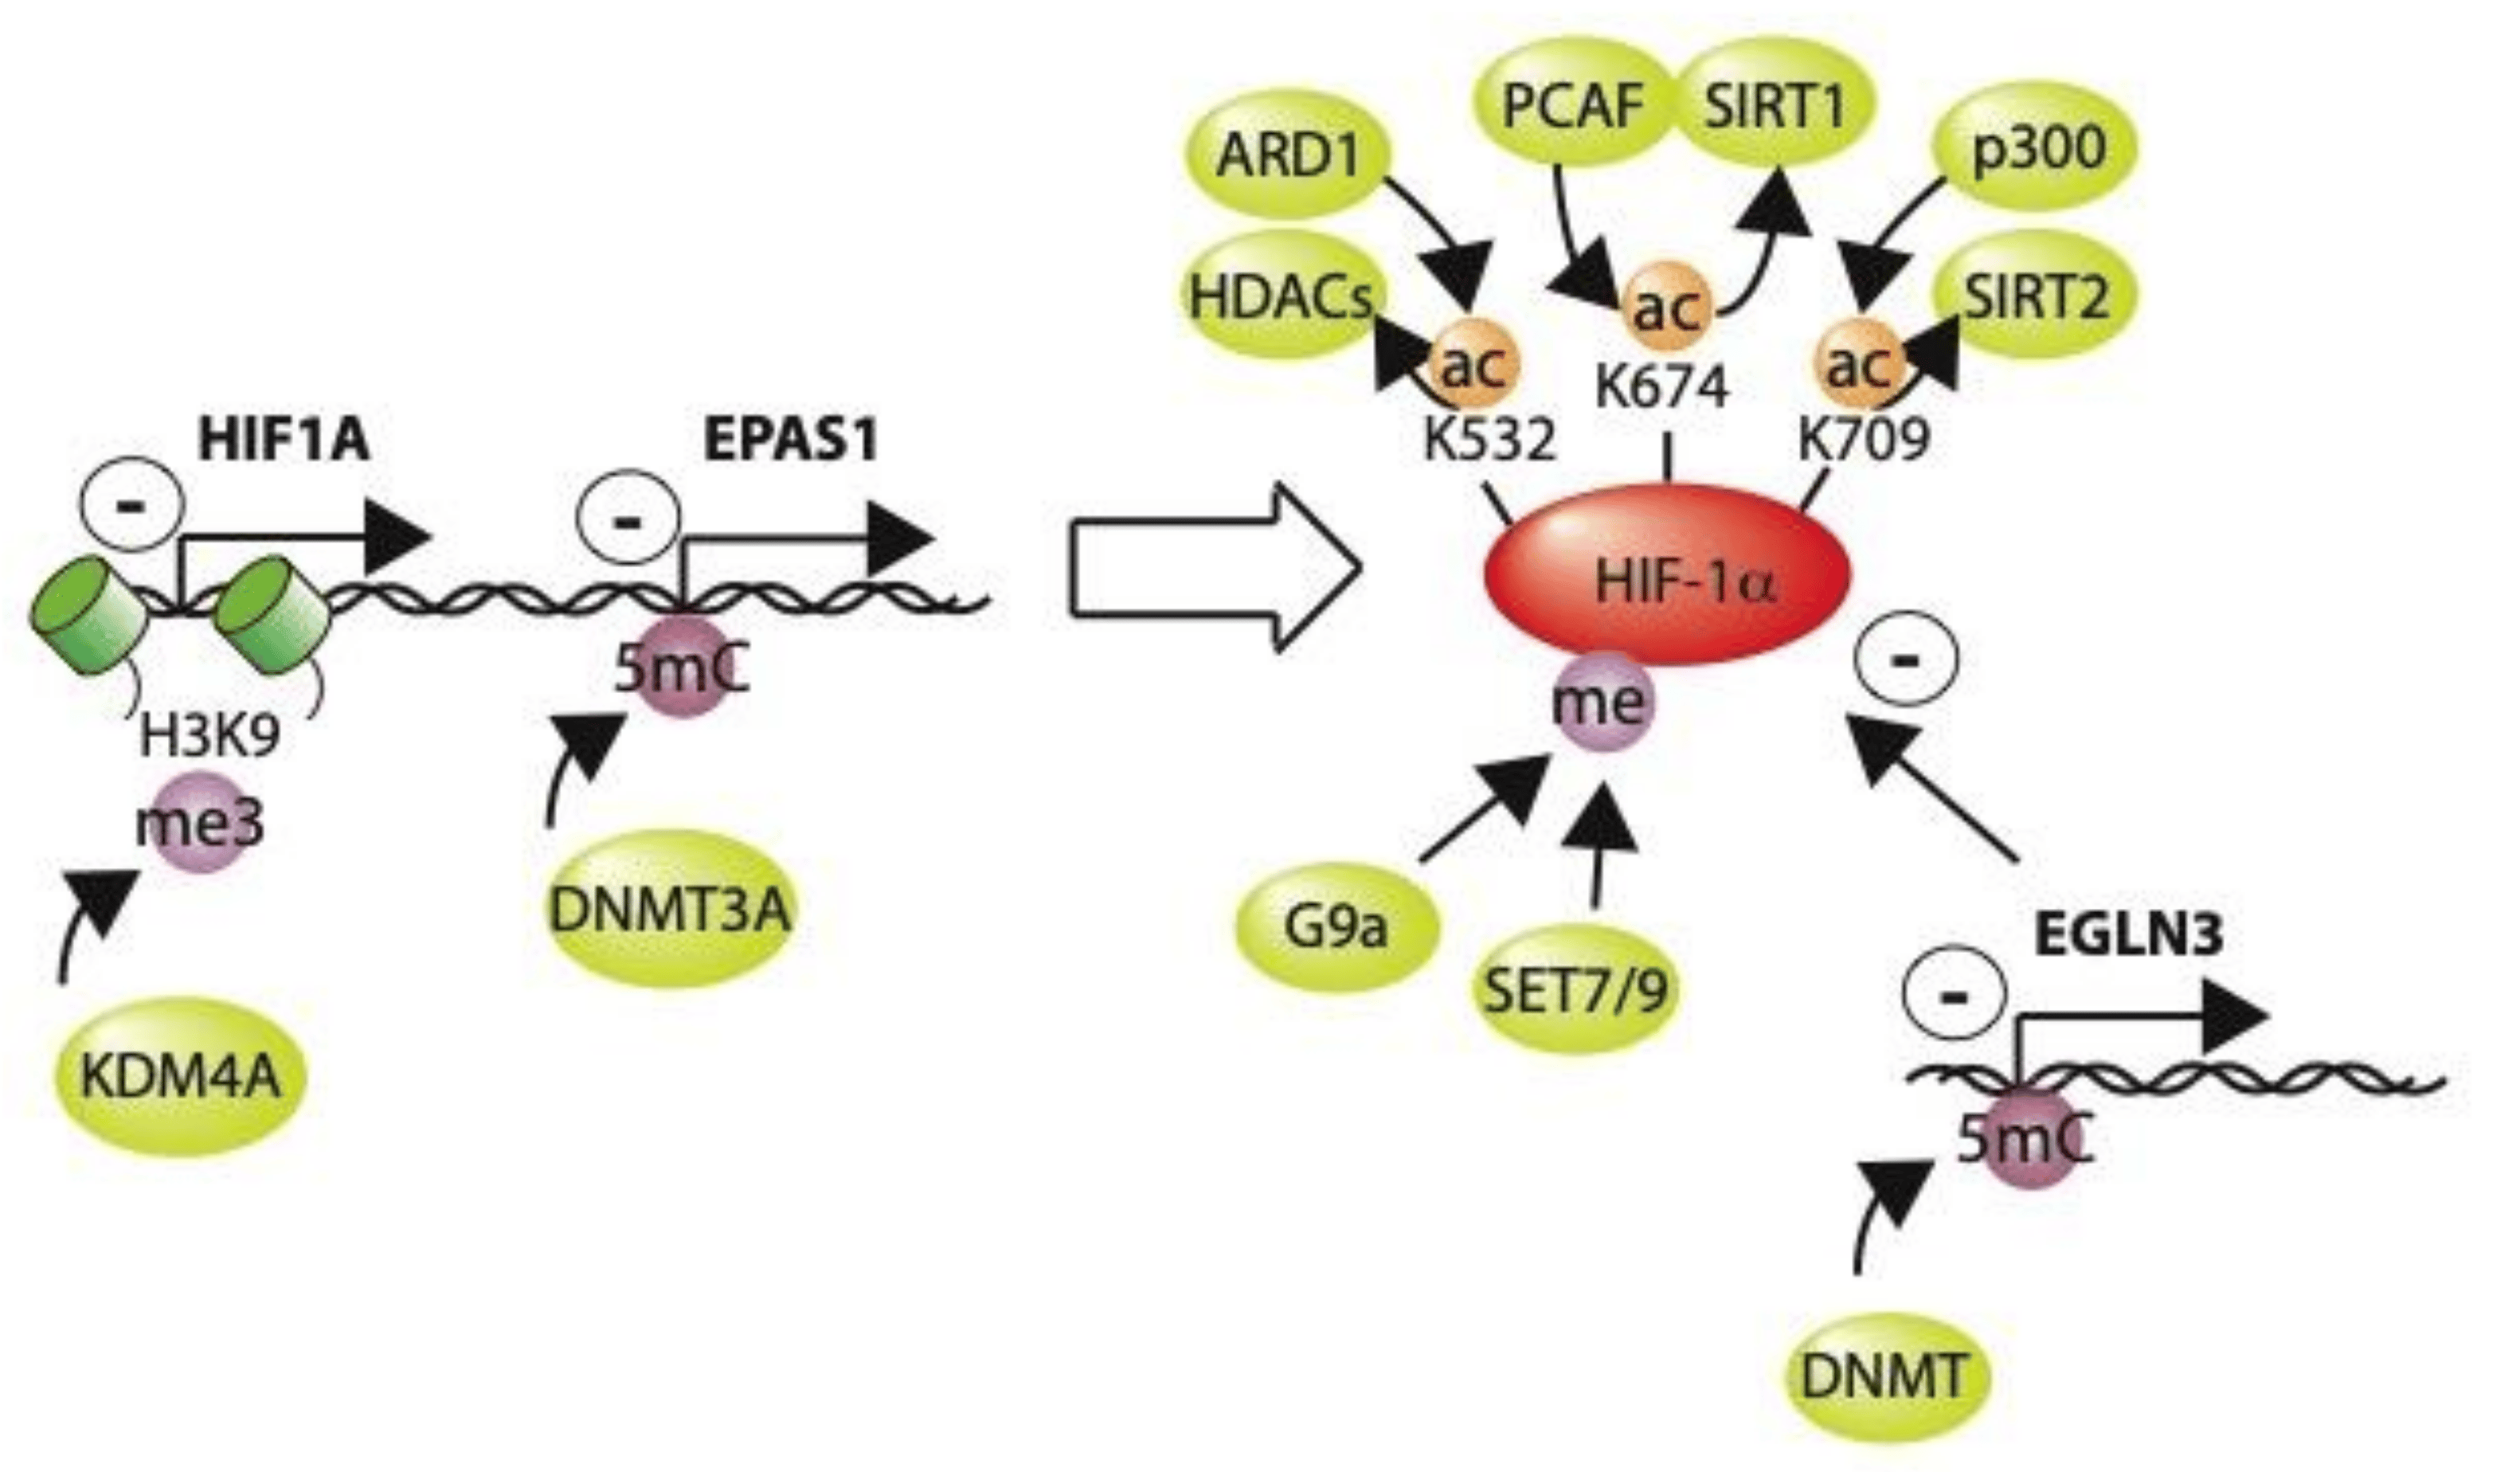 HIF1A
-
H3K9
me3
KDM4A
EPAS1
-
5mC
DNMT3A
ARD1
HDACs
ac
K532
PCAF
SIRT1
ac
K674
p300
SIRT2
ac
K709
HIF-1α
me
-
G9a
SET7/9
EGLN3
-
5mC
DNMT